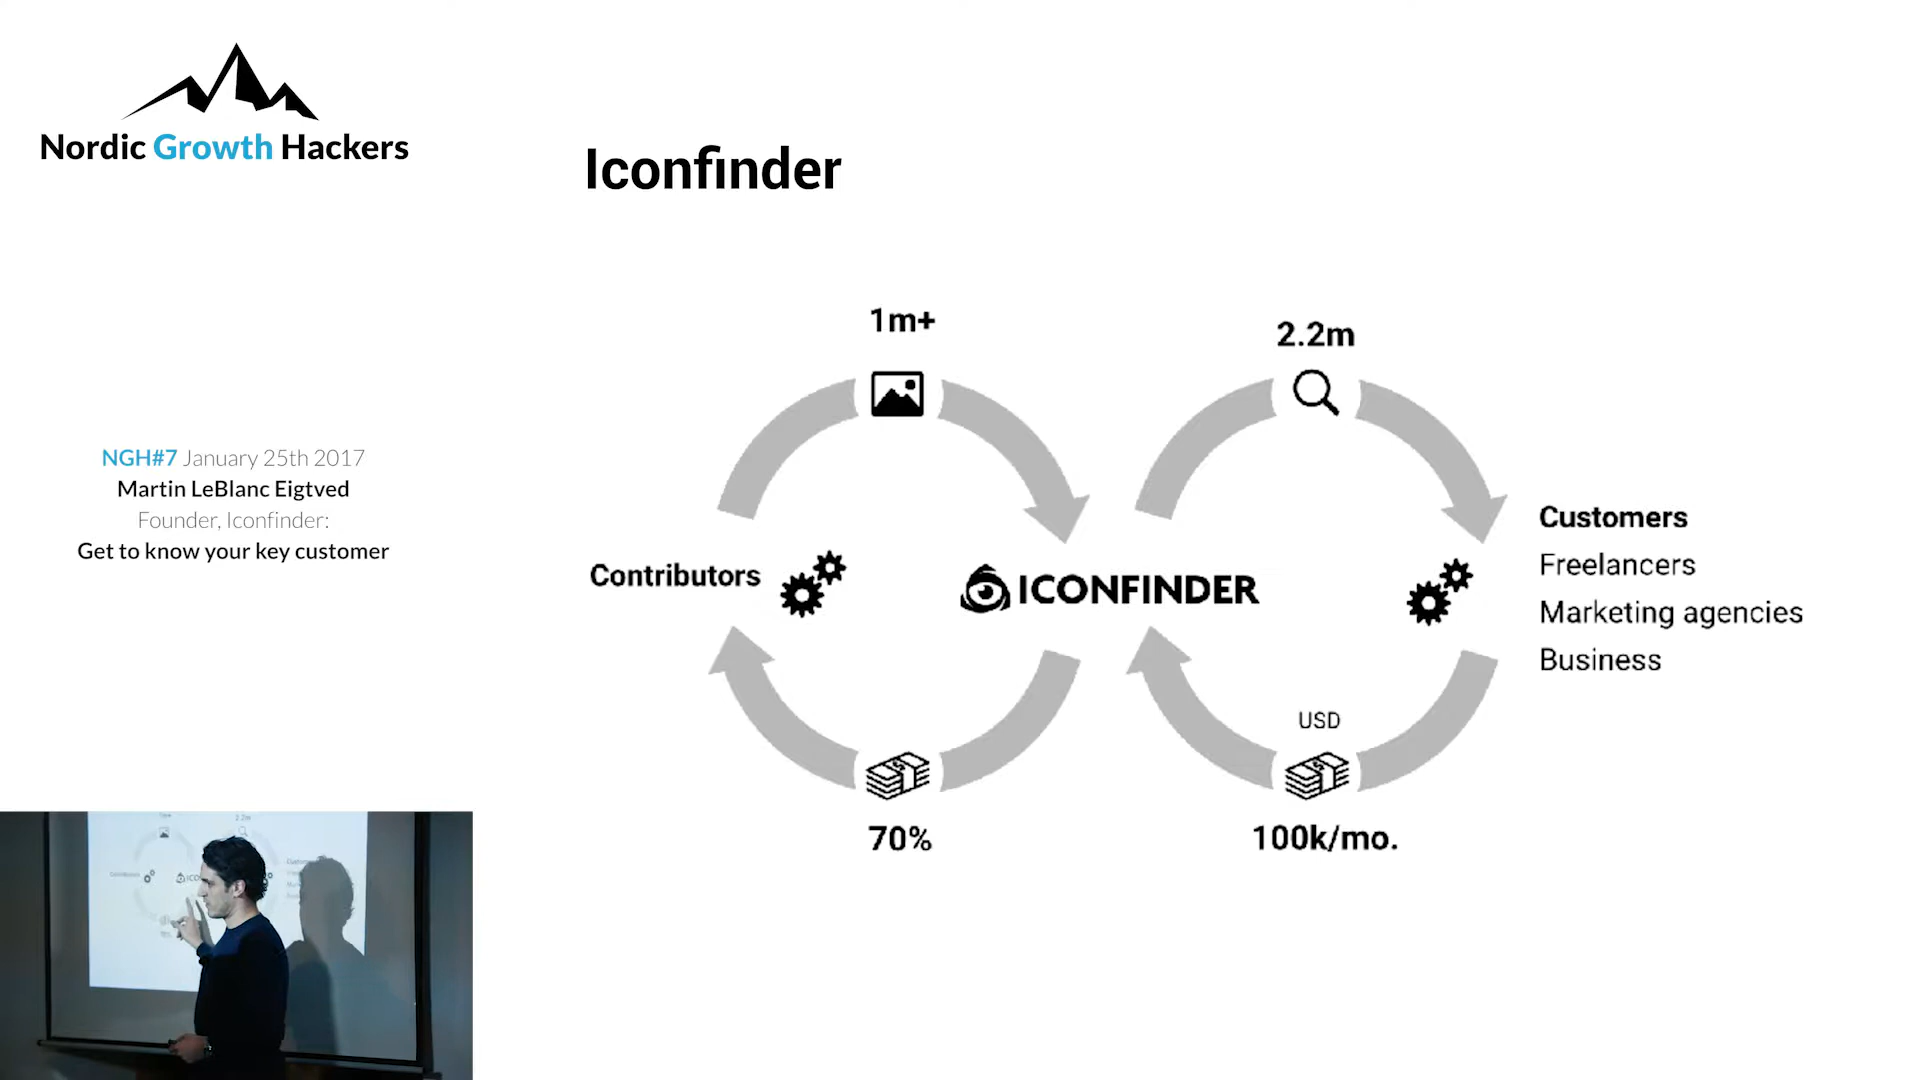 Nordic Growth Hackers
NGH#7 January 25th 2017
Martin LeBlanc Eigtved
Founder, Iconfinder:
Get to know your key customer
Iconfinder
1m+
2.2m
Contributors
ICONFINDER
Customers
Freelancers
Marketing agencies
Business
USD
70%
100k/mo.